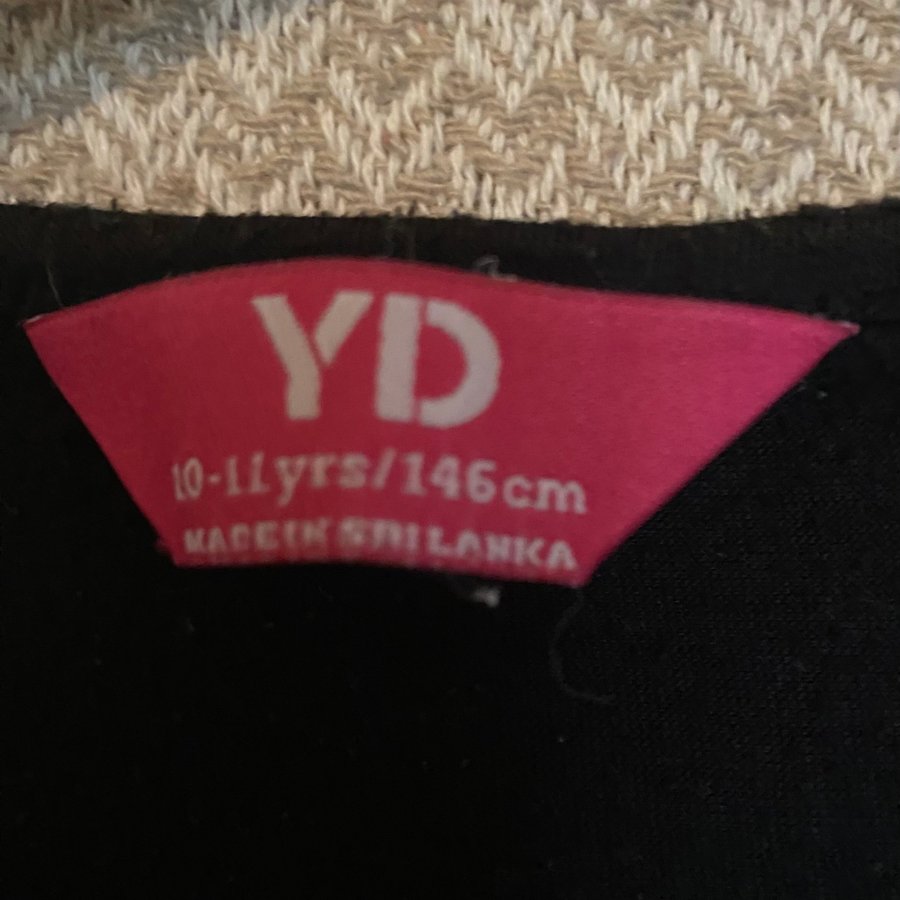 YD
10-11yrs/146cm
MADE IN SRI LANKA